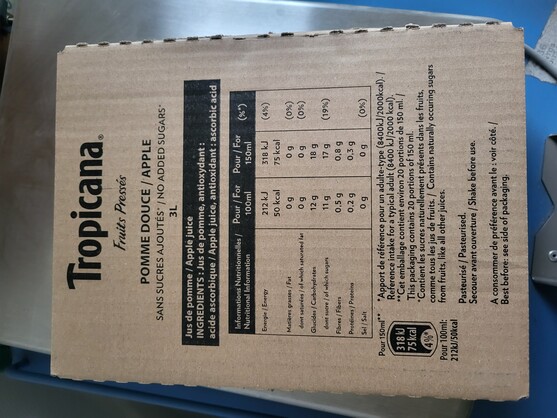 Tropicana®
Fruits Pressés
POMME DOUCE / APPLE
SANS SUCRES AJOUTÉS* / NO ADDED SUGARS*
3L
Jus de pomme / Apple juice
INGREDIENTS : Jus de pomme, antioxydant :
acide ascorbique / Apple juice, antioxidant : ascorbic acid
Informations Nutritionnelles / Pour / For Pour / For (%*)
Nutritional Information 100ml 150ml
Energie / Energy 212 kJ 318 kJ (4%)
50 kcal 75 kcal
Matières grasses / Fat 0 g 0 g (0%)
dont saturées / of which saturated fat 0 g 0 g (0%)
Glucides / Carbohydrates 12 g 18 g
dont sucre / of which sugars 11 g 17 g (19%)
Fibres / Fibers 0,5 g 0,8 g
Protéines / Proteins 0,2 g 0,3 g
Sel / Salt 0 g 0 g (0%)
Pour 150ml**
318 kJ
75 kcal
4%*
Pour 100ml:
212kJ/50kcal
*Apport de référence pour un adulte-type (8400kJ/2000kcal). /
Reference intake for a typical adult (8400 kJ/2000 kcal).
**Cet emballage contient environ 20 portions de 150 ml. /
This packaging contains 20 portions of 150 ml.
Contient les sucres naturellement présents dans les fruits,
comme tous les jus de fruits. / Contains naturally occuring sugars
from fruits, like all other juices.
Pasteurisé / Pasteurised.
Secouer avant ouverture / Shake before use.
A consommer de préférence avant le : voir côté. /
Best before: see side of packaging.